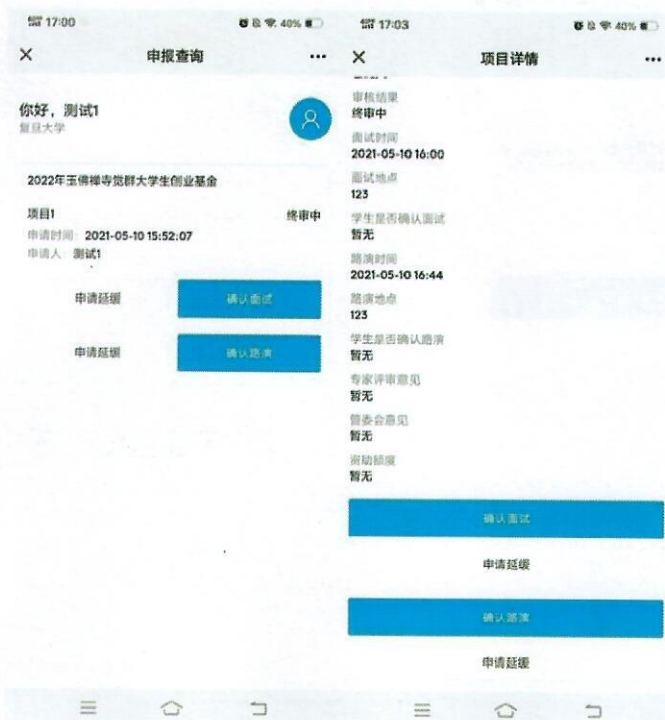 17:00
40%
申报查询
你好，测试1
复旦大学
2022年玉佛禅寺觉群大学生创业基金
项目1
终审中
申请时间: 2021-05-10 15:52:07
申请人: 测试1
申请延缓
确认面试
申请延缓
确认路演
17:03
40%
项目详情
审核结果
终审中
面试时间
2021-05-10 16:00
面试地点
123
学生是否确认面试
暂无
路演时间
2021-05-10 16:44
路演地点
123
学生是否确认路演
暂无
专家评审意见
暂无
管委会意见
暂无
资助额度
暂无
确认面试
申请延缓
确认路演
申请延缓